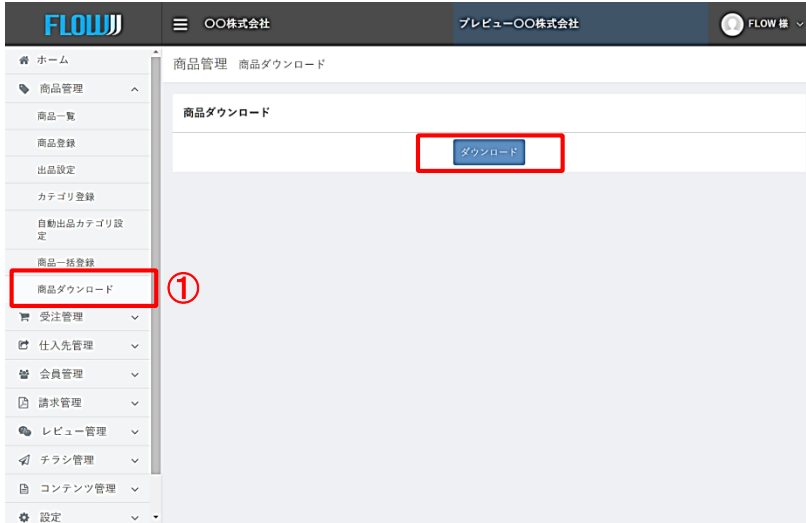 FLOW
〇〇株式会社
プレビュー〇〇株式会社
FLOW 様
ホーム
商品管理
商品一覧
商品登録
出品設定
カテゴリ登録
自動出品カテゴリ設
定
商品一括登録
商品ダウンロード
①
受注管理
仕入先管理
会員管理
請求管理
レビュー管理
チラシ管理
コンテンツ管理
設定
商品管理 商品ダウンロード
商品ダウンロード
ダウンロード